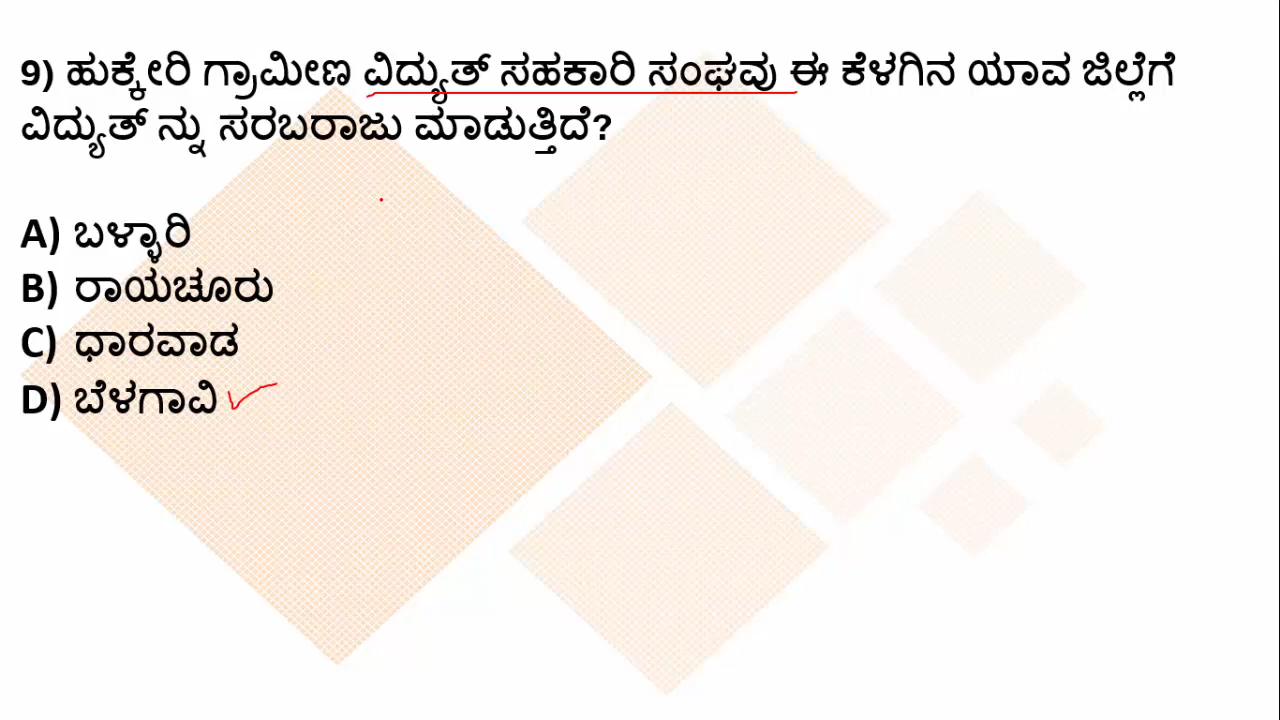 9) ಹುಕ್ಕೇರಿ ಗ್ರಾಮೀಣ ವಿದ್ಯುತ್ ಸಹಕಾರಿ ಸಂಘವು ಈ ಕೆಳಗಿನ ಯಾವ ಜಿಲ್ಲೆಗೆ
ವಿದ್ಯುತ್ ನ್ನು ಸರಬರಾಜು ಮಾಡುತ್ತಿದೆ?
A) ಬಳ್ಳಾರಿ
B) ರಾಯಚೂರು
C) ಧಾರವಾಡ
D) ಬೆಳಗಾವಿ